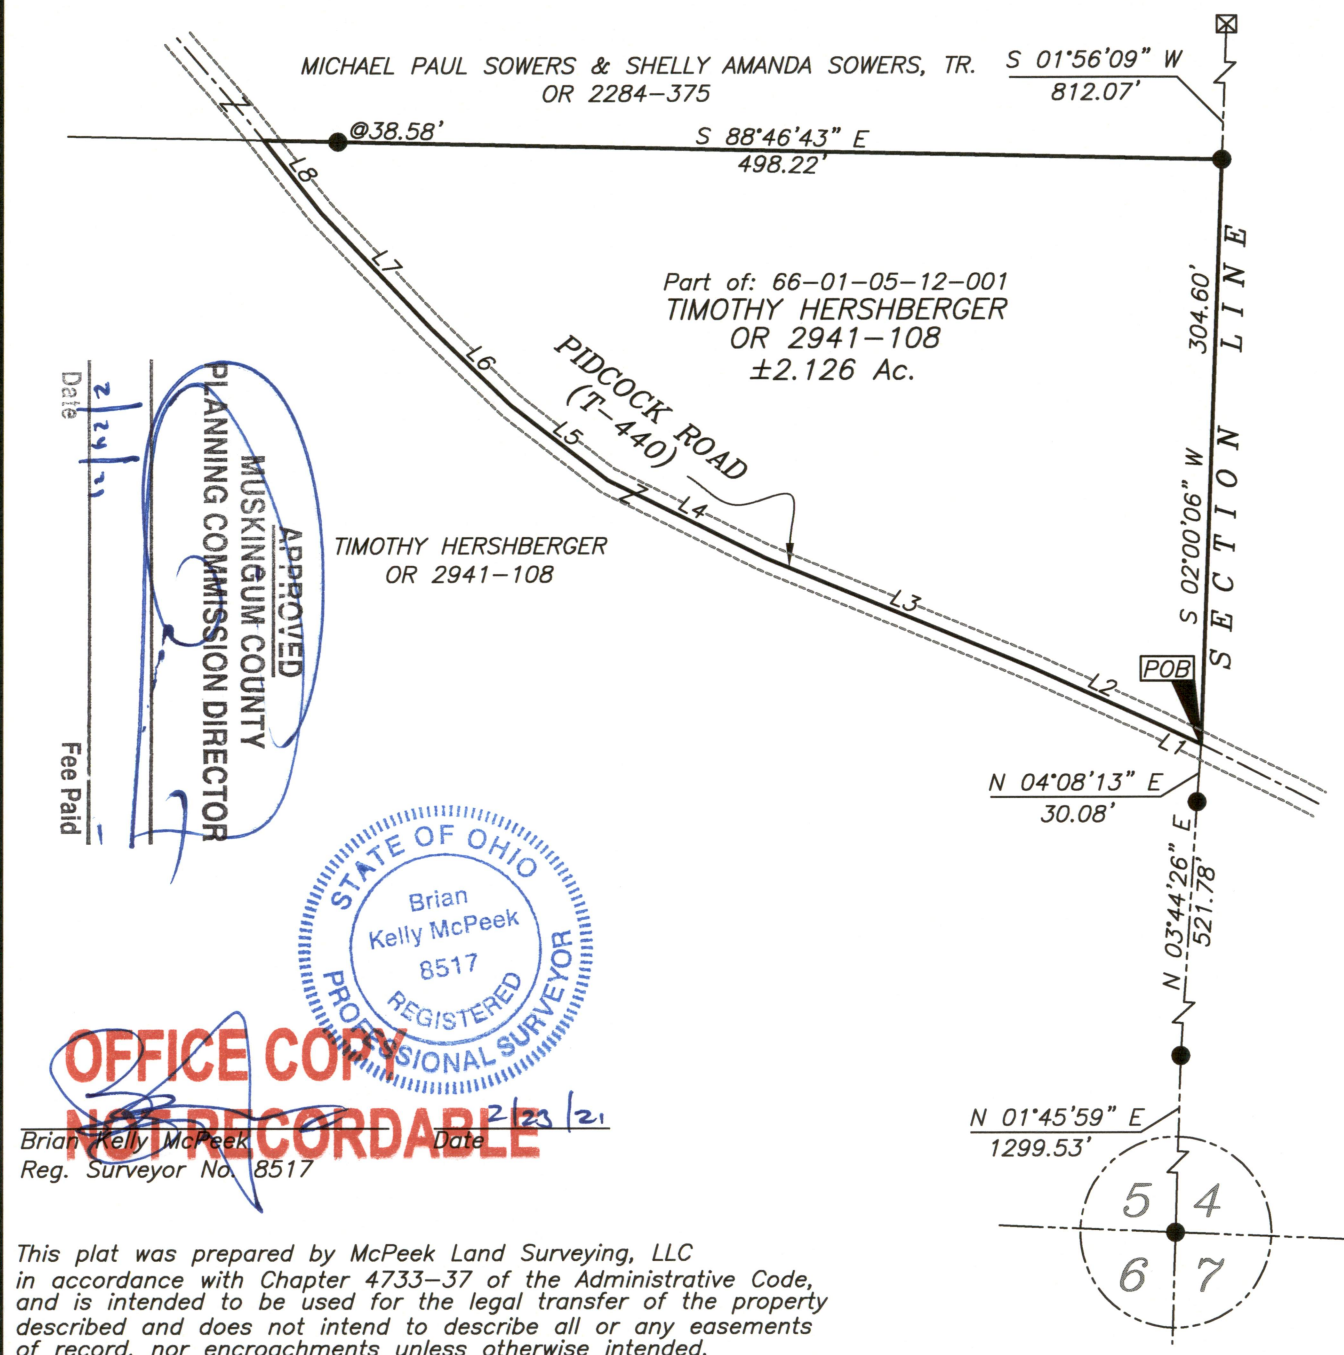 MICHAEL PAUL SOWERS & SHELLY AMANDA SOWERS, TR.
OR 2284-375
S 01°56'09" W
812.07'
@38.58'
S 88°46'43" E
498.22'
L8
L7
L6
L5
L4
L3
L2
L1
Part of: 66-01-05-12-001
TIMOTHY HERSHBERGER
OR 2941-108
±2.126 Ac.
PIDCOCK ROAD
(T-440)
304.60'
S 02°00'06" W
SECTION LINE
POB
TIMOTHY HERSHBERGER
OR 2941-108
APPROVED
MUSKINGUM COUNTY
PLANNING COMMISSION DIRECTOR
2/24/21
Date
Fee Paid
N 04°08'13" E
30.08'
N 03°44'26" E
521.78'
N 01°45'59" E
1299.53'
5 4
6 7
STATE OF OHIO
Brian
Kelly McPeek
8517
REGISTERED
PROFESSIONAL SURVEYOR
OFFICE COPY
NOT RECORDABLE
2/23/21
Brian Kelly McPeek Date
Reg. Surveyor No. 8517
This plat was prepared by McPeek Land Surveying, LLC
in accordance with Chapter 4733-37 of the Administrative Code,
and is intended to be used for the legal transfer of the property
described and does not intend to describe all or any easements
of record, nor encroachments unless otherwise intended.